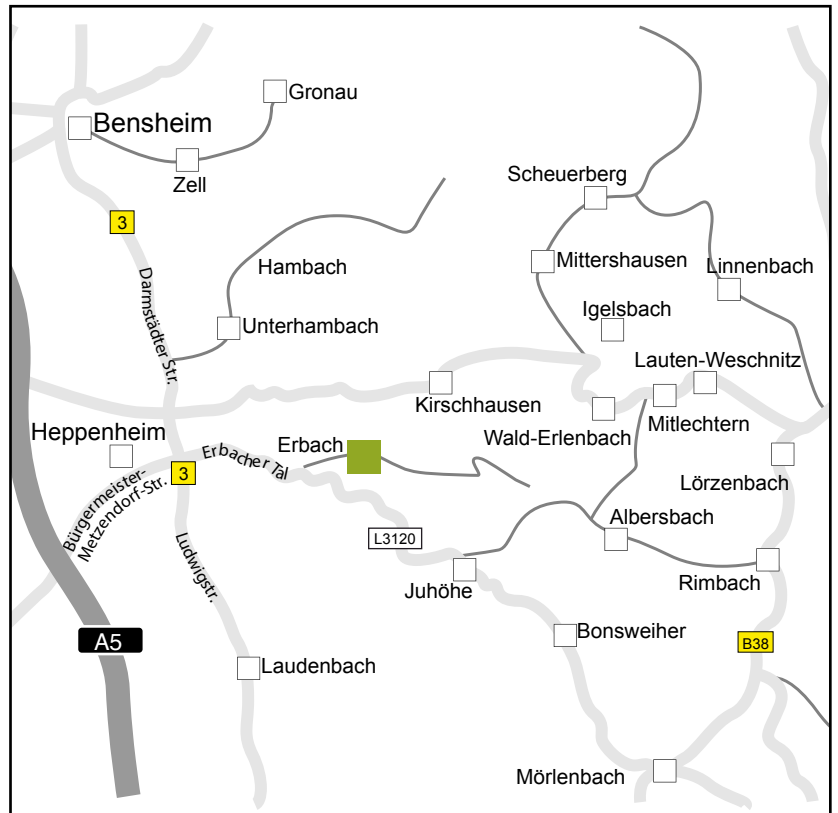 Gronau
Bensheim
Zell
Scheuerberg
3
Hambach
Mittershausen
Linnenbach
Darmstädter Str.
Igelsbach
Unterhambach
Lauten-Weschnitz
Kirschhausen
Mitlechtern
Wald-Erlenbach
Heppenheim
Erbacher Tal
Erbach
3
Lörzenbach
Bürgermeister-
Metzendorf-Str.
Albersbach
L3120
Ludwigstr.
Juhöhe
Rimbach
A5
Bonsweiher
B38
Laudenbach
Mörlenbach